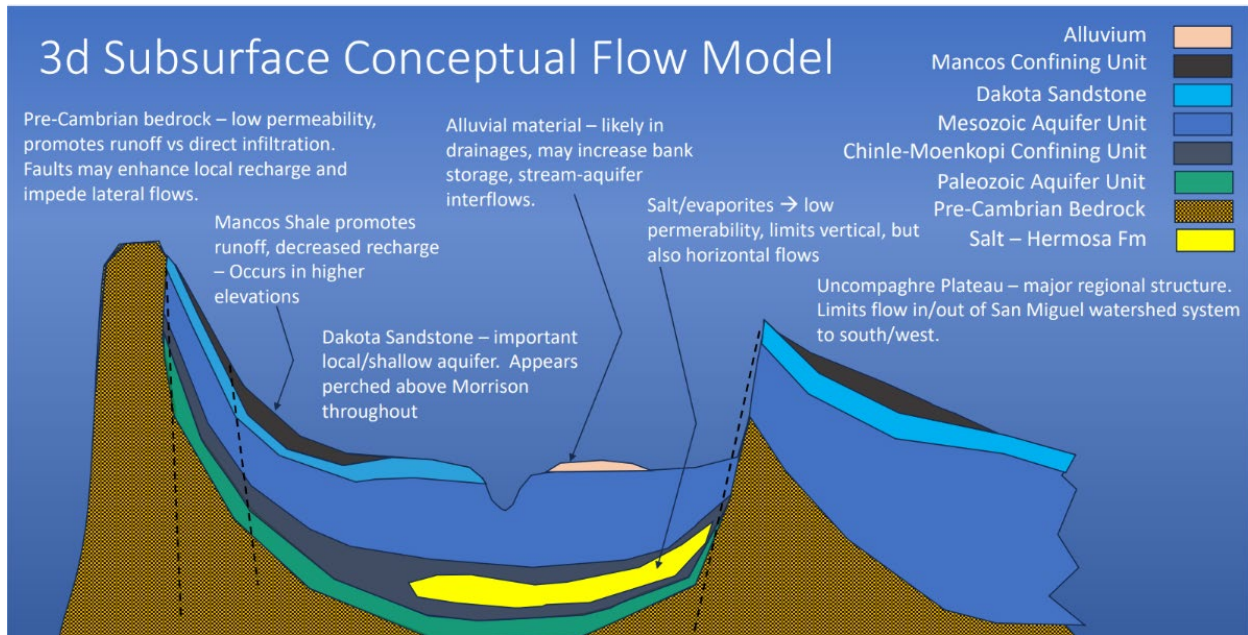 3d Subsurface Conceptual Flow Model
Pre-Cambrian bedrock – low permeability,
promotes runoff vs direct infiltration.
Faults may enhance local recharge and
impede lateral flows.
Mancos Shale promotes
runoff, decreased recharge
– Occurs in higher
elevations
Dakota Sandstone – important
local/shallow aquifer.  Appears
perched above Morrison
throughout
Alluvial material – likely in
drainages, may increase bank
storage, stream-aquifer
interflows.
Salt/evaporites → low
permerability, limits vertical, but
also horizontal flows
Alluvium
Mancos Confining Unit
Dakota Sandstone
Mesozoic Aquifer Unit
Chinle-Moenkopi Confining Unit
Paleozoic Aquifer Unit
Pre-Cambrian Bedrock
Salt – Hermosa Fm
Uncompaghre Plateau – major regional structure.
Limits flow in/out of San Miguel watershed system
to south/west.